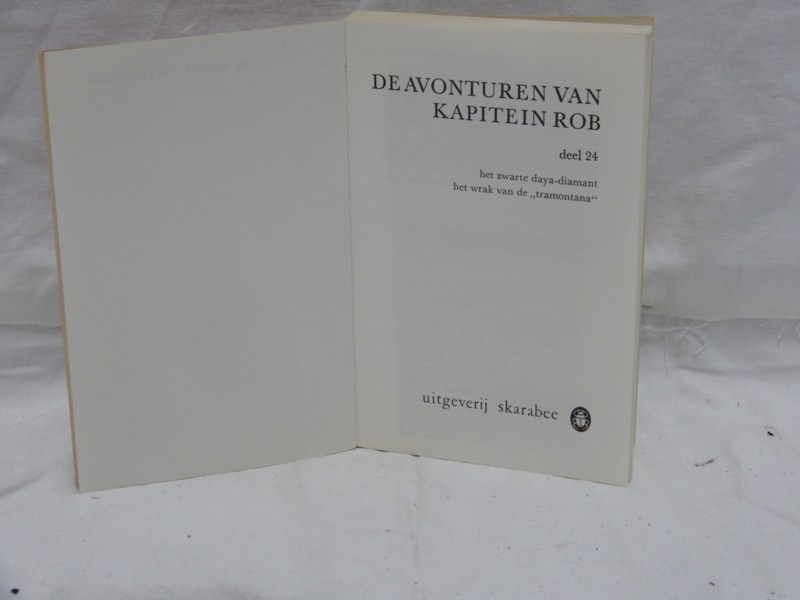 DE AVONTUREN VAN
KAPITEIN ROB
deel 24
het zwarte daya-diamant
het wrak van de „tramontana“
uitgeverij skarabee